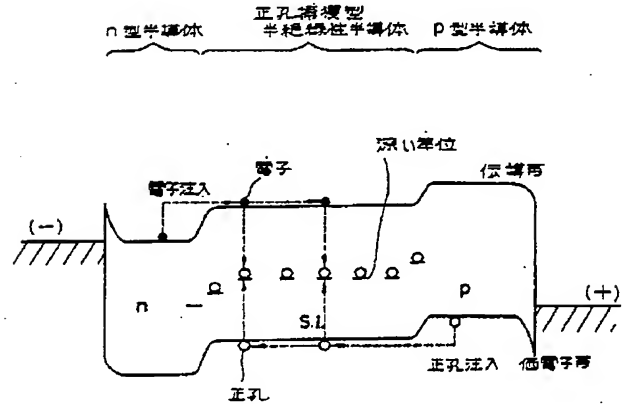 正孔捕獲型
n型半導体
半絶縁性半導体
p型半導体
深い準位
電子
伝導帯
電子注入
(−)
(+)
n
p
S.I.
正孔
正孔注入
価電子帯